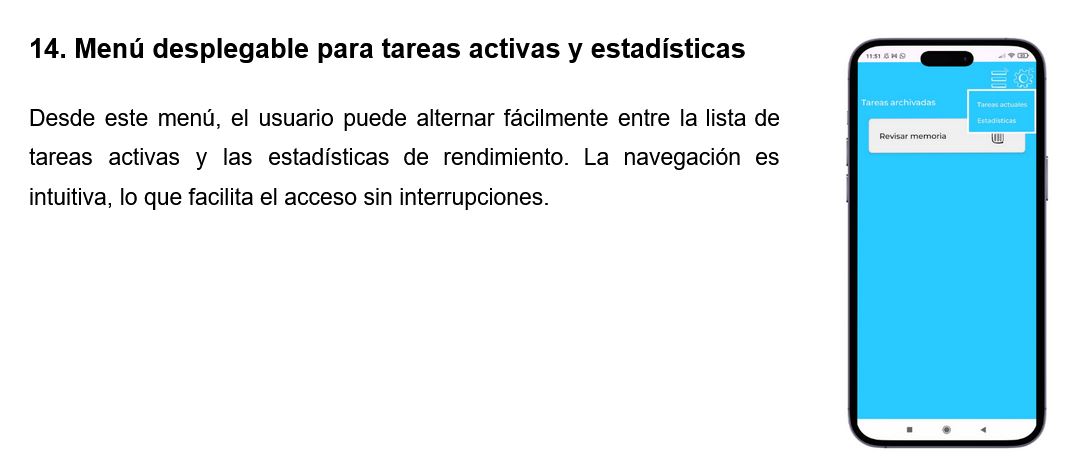 14. Menú desplegable para tareas activas y estadísticas
Desde este menú, el usuario puede alternar fácilmente entre la lista de
tareas activas y las estadísticas de rendimiento. La navegación es
intuitiva, lo que facilita el acceso sin interrupciones.
11:51
Tareas archivadas
Tareas actuales
Estadísticas
Revisar memoria